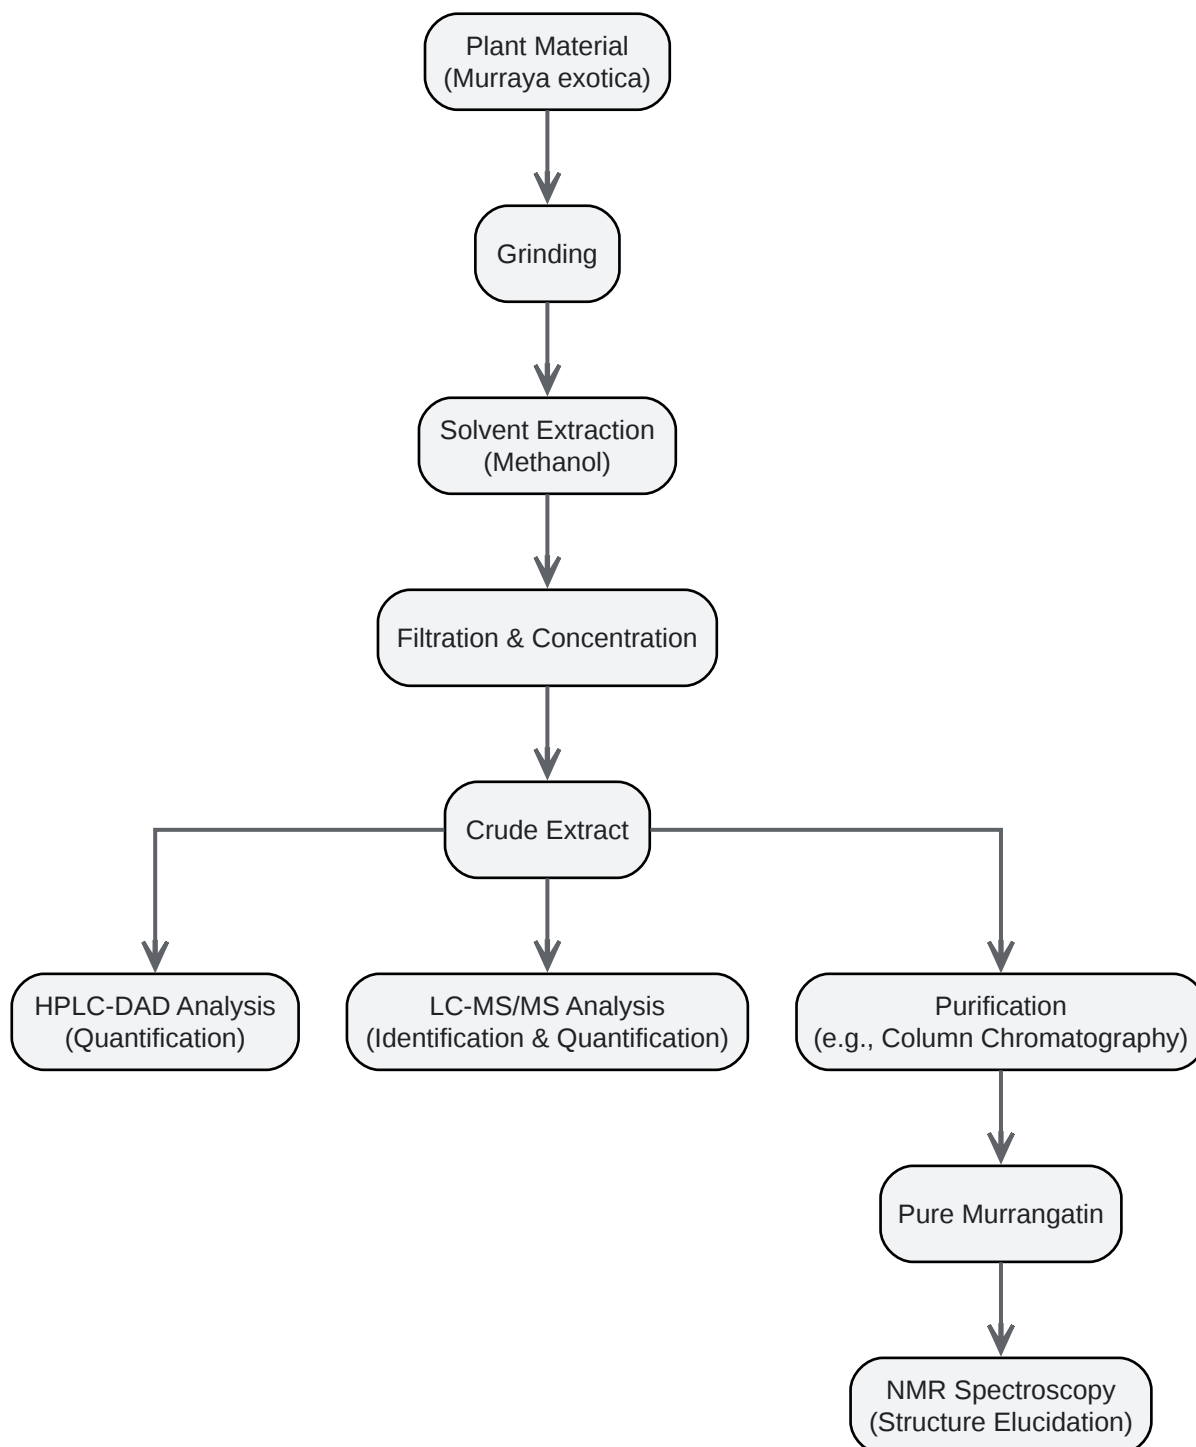 Plant Material
(Murraya exotica)
Grinding
Solvent Extraction
(Methanol)
Filtration & Concentration
Crude Extract
HPLC-DAD Analysis
(Quantification)
LC-MS/MS Analysis
(Identification & Quantification)
Purification
(e.g., Column Chromatography)
Pure Murrangatin
NMR Spectroscopy
(Structure Elucidation)